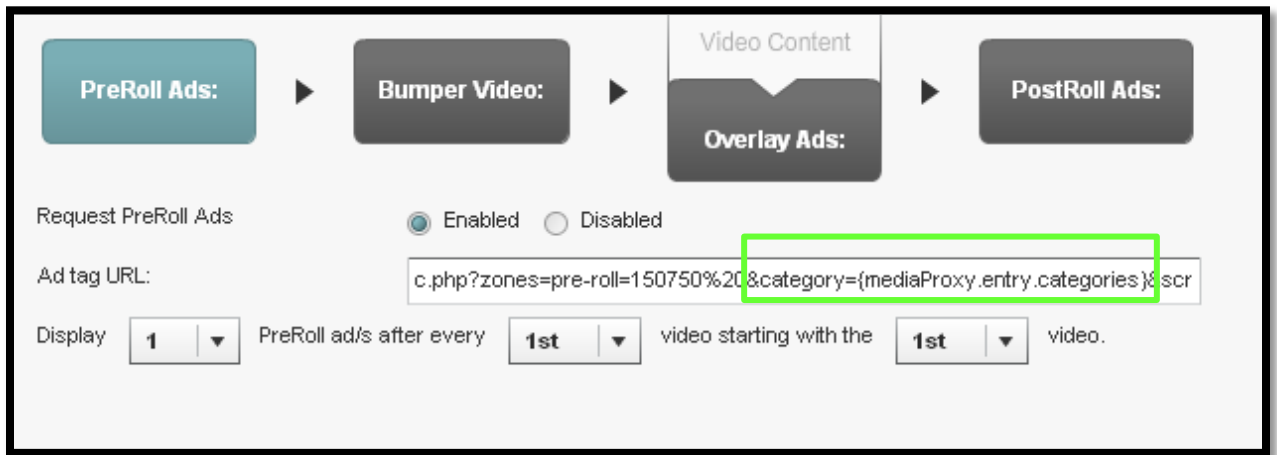 Video Content
PreRoll Ads:
Bumper Video:
Overlay Ads:
PostRoll Ads:
Request PreRoll Ads
Enabled
Disabled
Ad tag URL:
c.php?zones=pre-roll=150750%20&category={mediaProxy.entry.categories}&scr
Display 1 PreRoll ad/s after every 1st video starting with the 1st video.